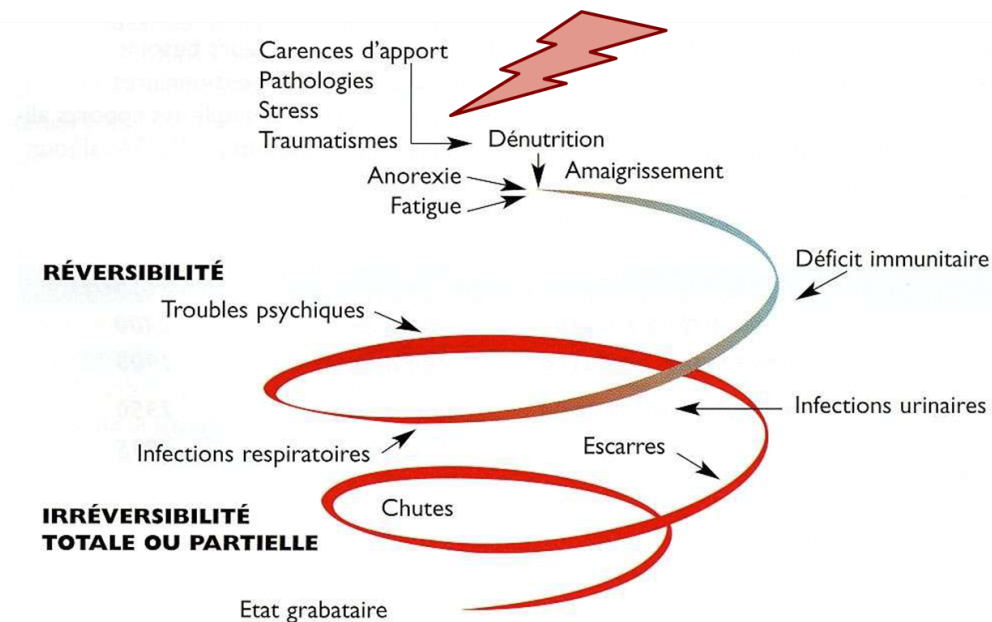 Carences d'apport
Pathologies
Stress
Traumatismes
Dénutrition
Amaigrissement
Anorexie
Fatigue
Déficit immunitaire
RÉVERSIBILITÉ
Troubles psychiques
Infections urinaires
Infections respiratoires
Escarres
Chutes
IRRÉVERSIBILITÉ
TOTALE OU PARTIELLE
Etat grabataire